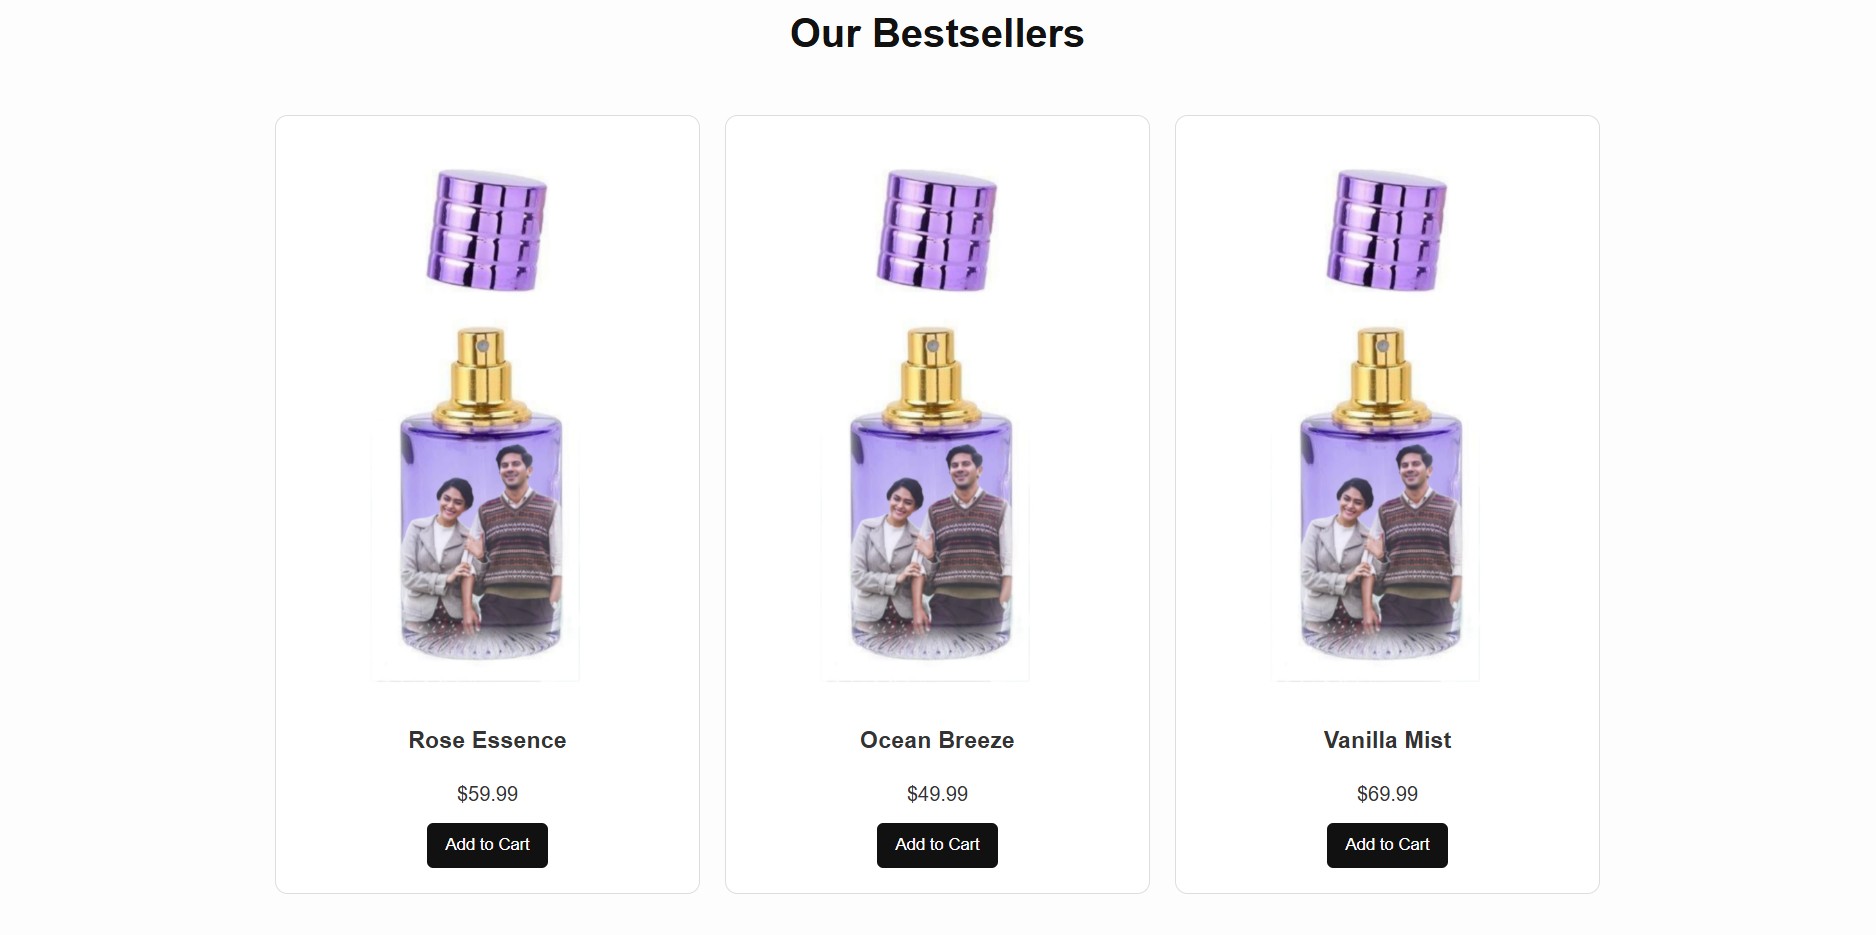 Our Bestsellers
Rose Essence
$59.99
Add to Cart
Ocean Breeze
$49.99
Add to Cart
Vanilla Mist
$69.99
Add to Cart